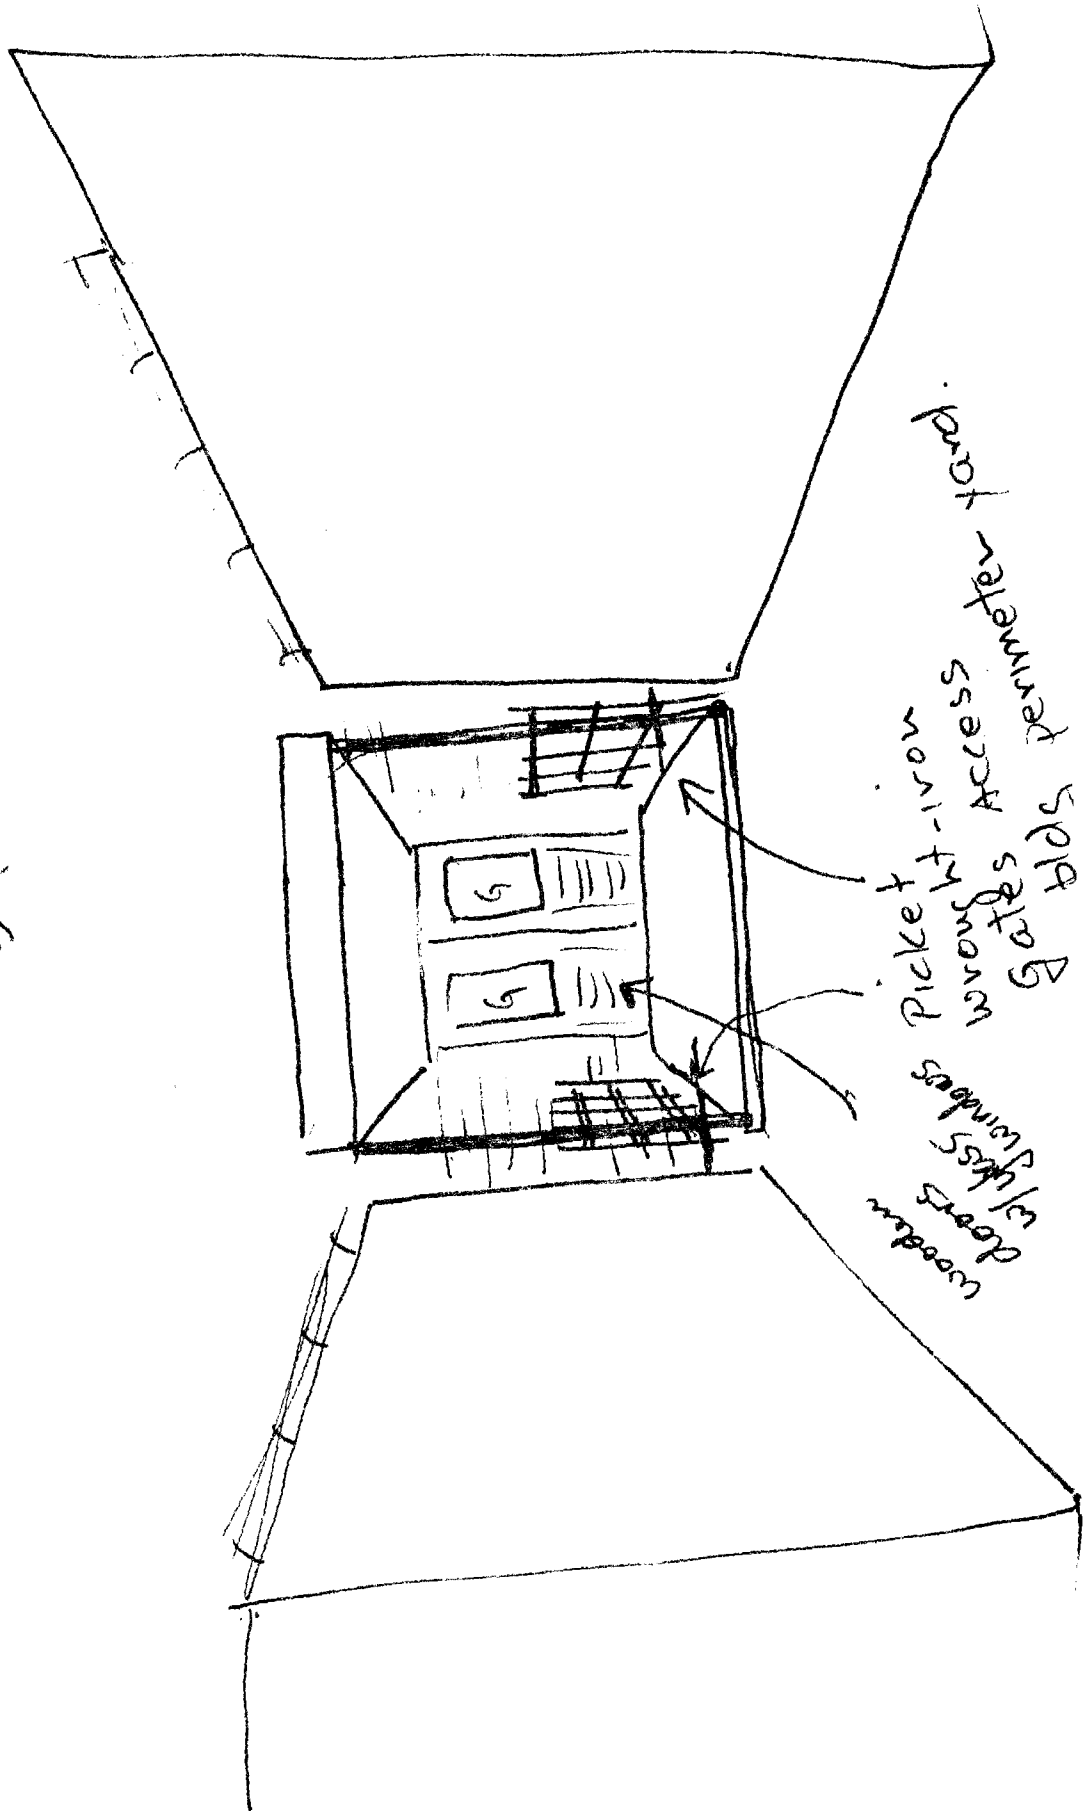 Picket
wrought-iron
gates Access
bldg perimeter yard.
wooden
doors
w/glass windows
G
G